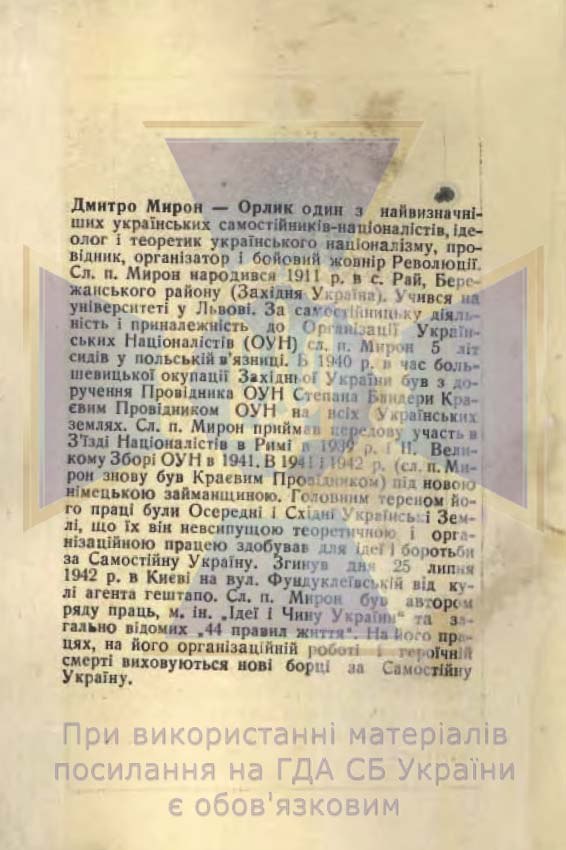 Дмитро Мирон — Орлик один з найвизначні-
ших українських самостійників-націоналістів, іде-
олог і теоретик українського націоналізму, про-
відник, організатор і бойовий жовнір Революції.
Сл. п. Мирон народився 1911 р. в с. Рай, Бере-
жанського району (Західня Україна). Учився на
університеті у Львові. За самостійницьку діяль-
ність і приналежність до Організації Україн-
ських Націоналістів (ОУН) сл. п. Мирон 5 літ
сидів у польській в'язниці. В 1940 р. в час боль-
шевицької окупації Західньої України був з до-
ручення Провідника ОУН Степана Бандери Кра-
євим Провідником ОУН на всіх Українських
землях. Сл. п. Мирон приймав передову участь в
З'їзді Націоналістів в Римі в 1939 р. і II. Вели-
кому Зборі ОУН в 1941. В 1941 і 1942 р. (сл. п. Ми-
рон знову був Краєвим Провідником) під новою
німецькою займанщиною. Головним тереном йо-
го праці були Осередні і Східні Українські Зем-
лі, що їх він невсипущою теоретичною і орга-
нізаційною працею здобував для ідеї і боротьби
за Самостійну Україну. Згинув дня 25 липня
1942 р. в Києві на вул. Фундуклеївській від ку-
лі агента гештапо. Сл. п. Мирон був автором
ряду праць, м. ін. „Ідеї і Чину України“ та за-
гально відомих „44 правил життя“. На його пра-
цях, на його організаційній роботі і героїчній
смерті виховуються нові борці за Самостійну
Україну.
При використанні матеріалів
посилання на ГДА СБ України
є обов'язковим